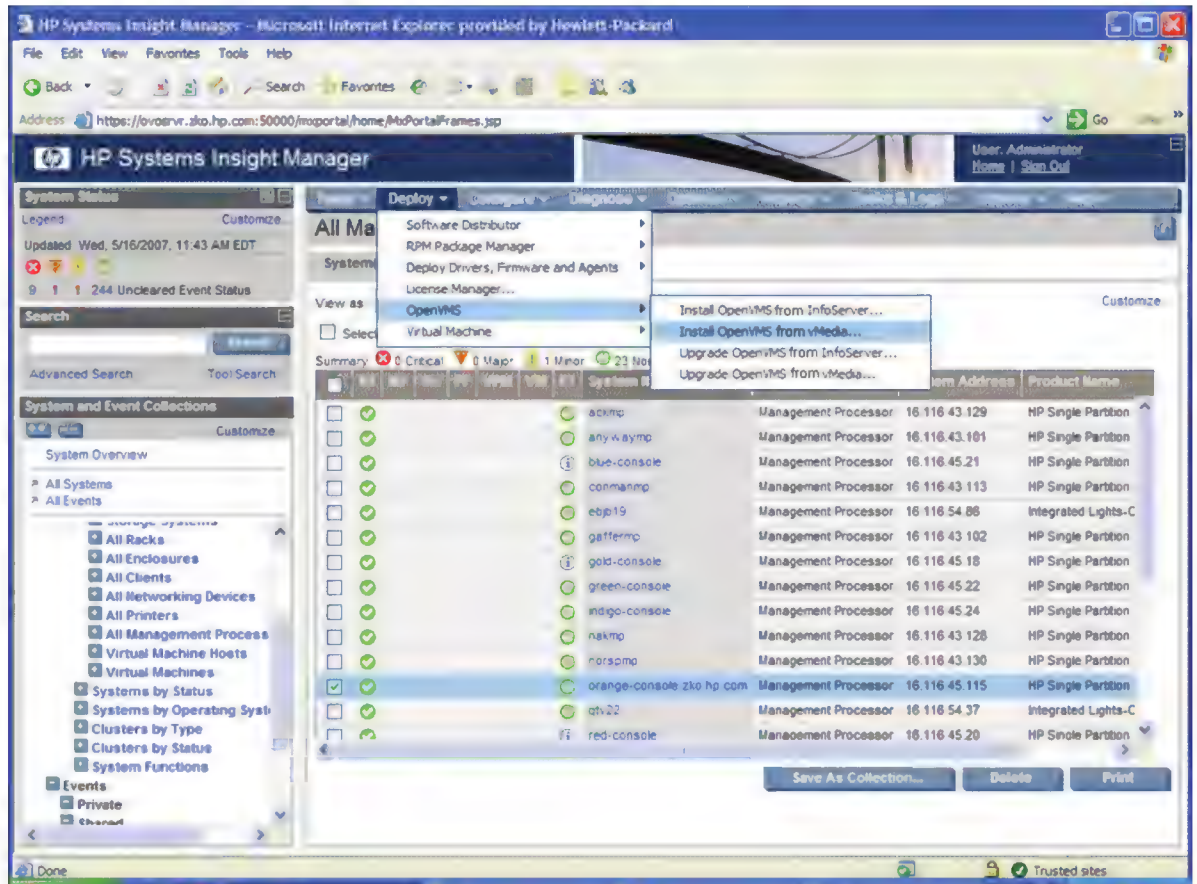 HP Systems Insight Manager - Microsoft Internet Explorer provided by Hewlett-Packard
File Edit View Favorites Tools Help
Back Search Favorites
Address https://ovosrvr.zko.hp.com:50000/mxportal/home/MxPortalFrames.jsp Go
HP Systems Insight Manager
User: Administrator
Home | Sign Out
System Status
Legend Customize...
Updated Wed, 5/16/2007, 11:43 AM EDT
9 1 1 244 Uncleared Event Status
Search
Search
Advanced Search Tool Search
System and Event Collections
Customize
System Overview
All Systems
All Events
Storage Systems
All Racks
All Enclosures
All Clients
All Networking Devices
All Printers
All Management Process
Virtual Machine Hosts
Virtual Machines
Systems by Status
Systems by Operating Syst
Clusters by Type
Clusters by Status
System Functions
Events
Private
Shared
Deploy Configure Diagnose
All Ma
System
View as Customize
Select
Software Distributor
RPM Package Manager
Deploy Drivers, Firmware and Agents
License Manager...
OpenVMS
Virtual Machine
Install OpenVMS from InfoServer...
Install OpenVMS from vMedia...
Upgrade OpenVMS from InfoServer...
Upgrade OpenVMS from vMedia...
Summary 0 Critical 0 Major 1 Minor 23 Nor
System N Address Product Name
ackmp Management Processor 16.116.43.129 HP Single Partition
anywaymp Management Processor 16.116.43.101 HP Single Partition
blue-console Management Processor 16.116.45.21 HP Single Partition
conmanmp Management Processor 16.116.43.113 HP Single Partition
ebjb19 Management Processor 16.116.54.86 Integrated Lights-O
gaffermp Management Processor 16.116.43.102 HP Single Partition
gold-console Management Processor 16.116.45.18 HP Single Partition
green-console Management Processor 16.116.45.22 HP Single Partition
indigo-console Management Processor 16.116.45.24 HP Single Partition
nakmp Management Processor 16.116.43.128 HP Single Partition
norspmp Management Processor 16.116.43.130 HP Single Partition
orange-console.zko.hp.com Management Processor 16.116.45.115 HP Single Partition
qtv22 Management Processor 16.116.54.37 Integrated Lights-O
red-console Management Processor 16.116.45.20 HP Single Partition
Save As Collection... Delete Print
Done Trusted sites